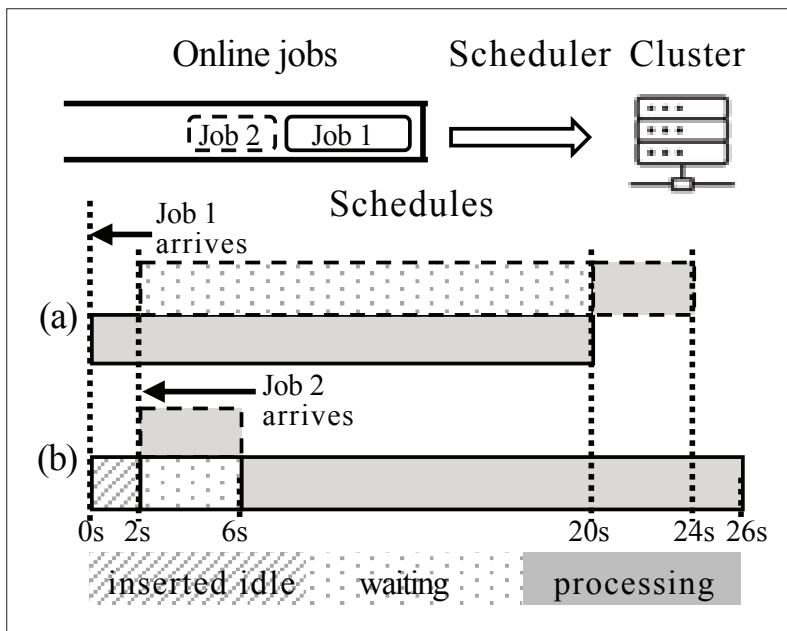 Online jobs Scheduler Cluster
Job 2 Job 1
Schedules
Job 1
arrives
(a)
Job 2
arrives
(b)
0s 2s 6s 20s 24s 26s
inserted idle waiting processing